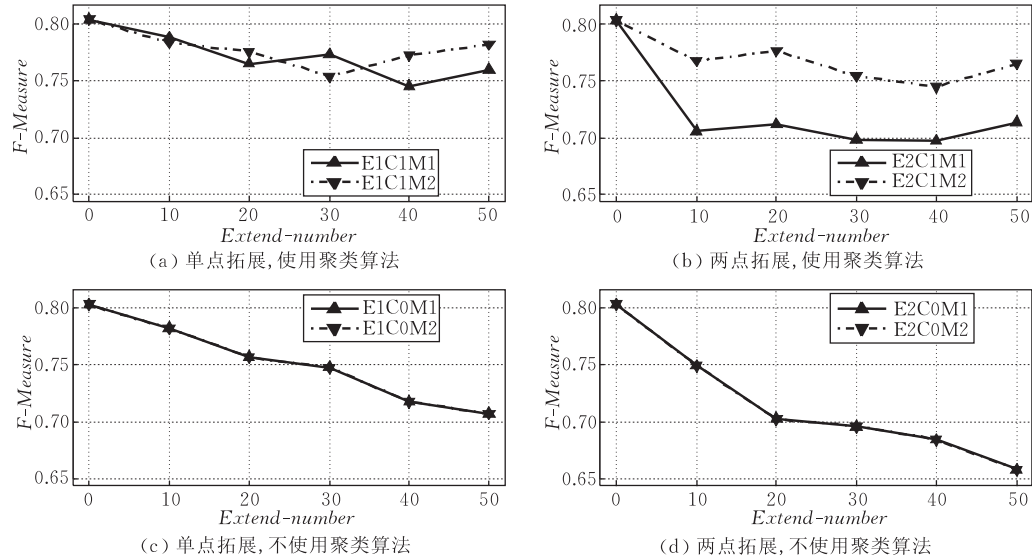 0.80
0.75
0.70
0.65
F-Measure
E1C1M1
E1C1M2
0 10 20 30 40 50
Extend-number
(a) 单点拓展,使用聚类算法
0.80
0.75
0.70
0.65
F-Measure
E2C1M1
E2C1M2
0 10 20 30 40 50
Extend-number
(b) 两点拓展,使用聚类算法
0.80
0.75
0.70
0.65
F-Measure
E1C0M1
E1C0M2
0 10 20 30 40 50
Extend-number
(c) 单点拓展,不使用聚类算法
0.80
0.75
0.70
0.65
F-Measure
E2C0M1
E2C0M2
0 10 20 30 40 50
Extend-number
(d) 两点拓展,不使用聚类算法